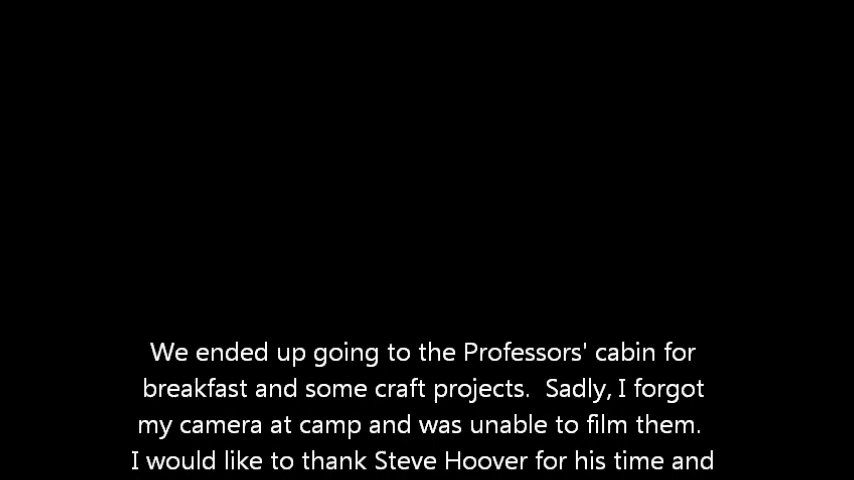 We ended up going to the Professors' cabin for
breakfast and some craft projects.  Sadly, I forgot
my camera at camp and was unable to film them.
I would like to thank Steve Hoover for his time and